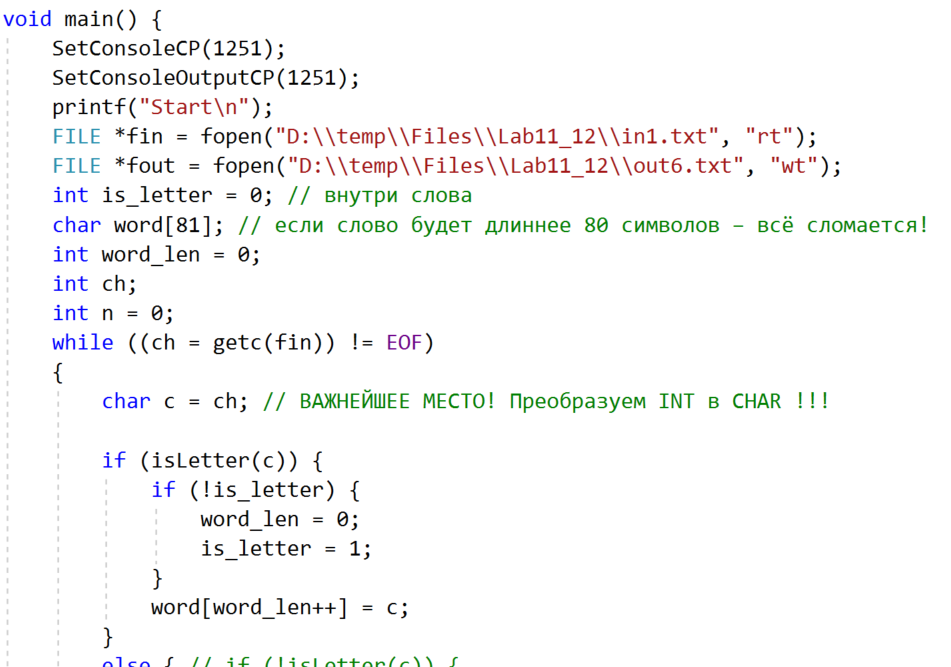 void main() {
SetConsoleCP(1251);
SetConsoleOutputCP(1251);
printf("Start\n");
FILE *fin = fopen("D:\\temp\\Files\\Lab11_12\\in1.txt", "rt");
FILE *fout = fopen("D:\\temp\\Files\\Lab11_12\\out6.txt", "wt");
int is_letter = 0; // внутри слова
char word[81]; // если слово будет длиннее 80 символов – всё сломается!
int word_len = 0;
int ch;
int n = 0;
while ((ch = getc(fin)) != EOF)
{
char c = ch; // ВАЖНЕЙШЕЕ МЕСТО! Преобразуем INT в CHAR !!!
if (isLetter(c)) {
if (!is_letter) {
word_len = 0;
is_letter = 1;
}
word[word_len++] = c;
}
else { // if (!isLetter(c)) {